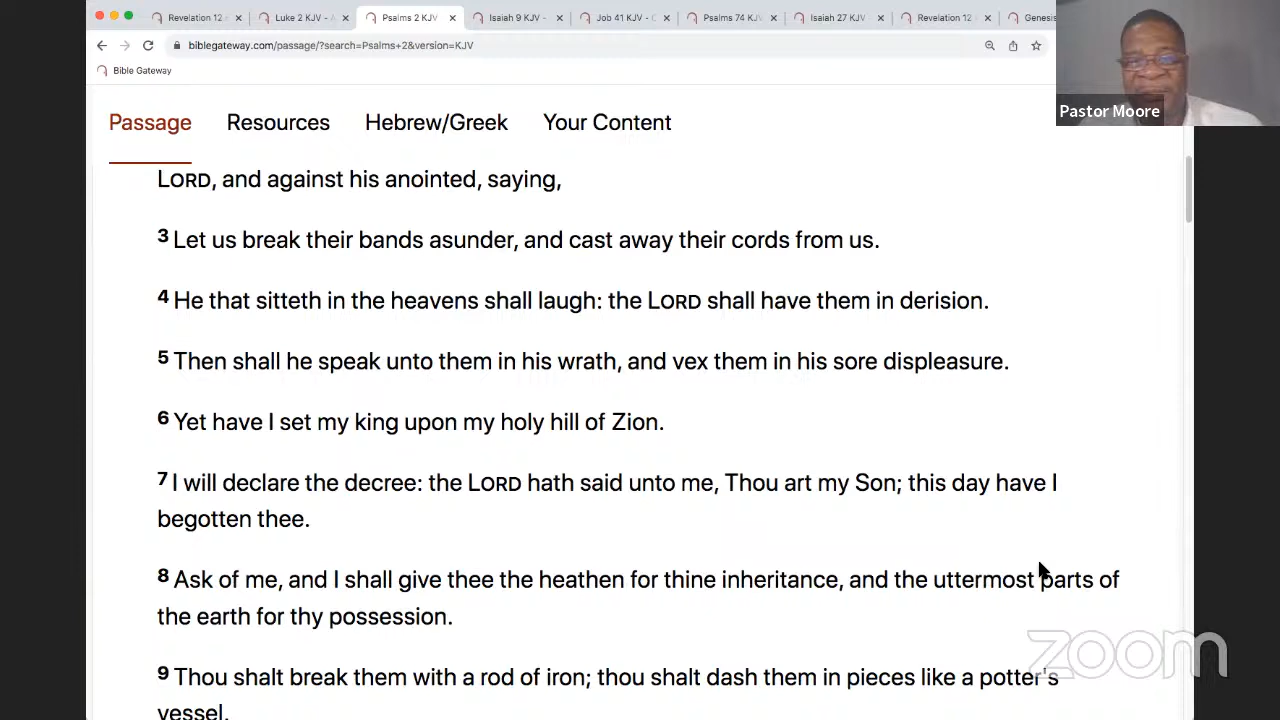 Revelation 12
Luke 2 KJV - A
Psalms 2 KJV
Isaiah 9 KJV -
Job 41 KJV - C
Psalms 74 KJV
Isaiah 27 KJV
Revelation 12
Genesis
biblegateway.com/passage/?search=Psalms+2&version=KJV
Bible Gateway
Pastor Moore
Passage Resources Hebrew/Greek Your Content
LORD, and against his anointed, saying,
3 Let us break their bands asunder, and cast away their cords from us.
4 He that sitteth in the heavens shall laugh: the LORD shall have them in derision.
5 Then shall he speak unto them in his wrath, and vex them in his sore displeasure.
6 Yet have I set my king upon my holy hill of Zion.
7 I will declare the decree: the LORD hath said unto me, Thou art my Son; this day have I
begotten thee.
8 Ask of me, and I shall give thee the heathen for thine inheritance, and the uttermost parts of
the earth for thy possession.
9 Thou shalt break them with a rod of iron; thou shalt dash them in pieces like a potter's
vessel.
zoom